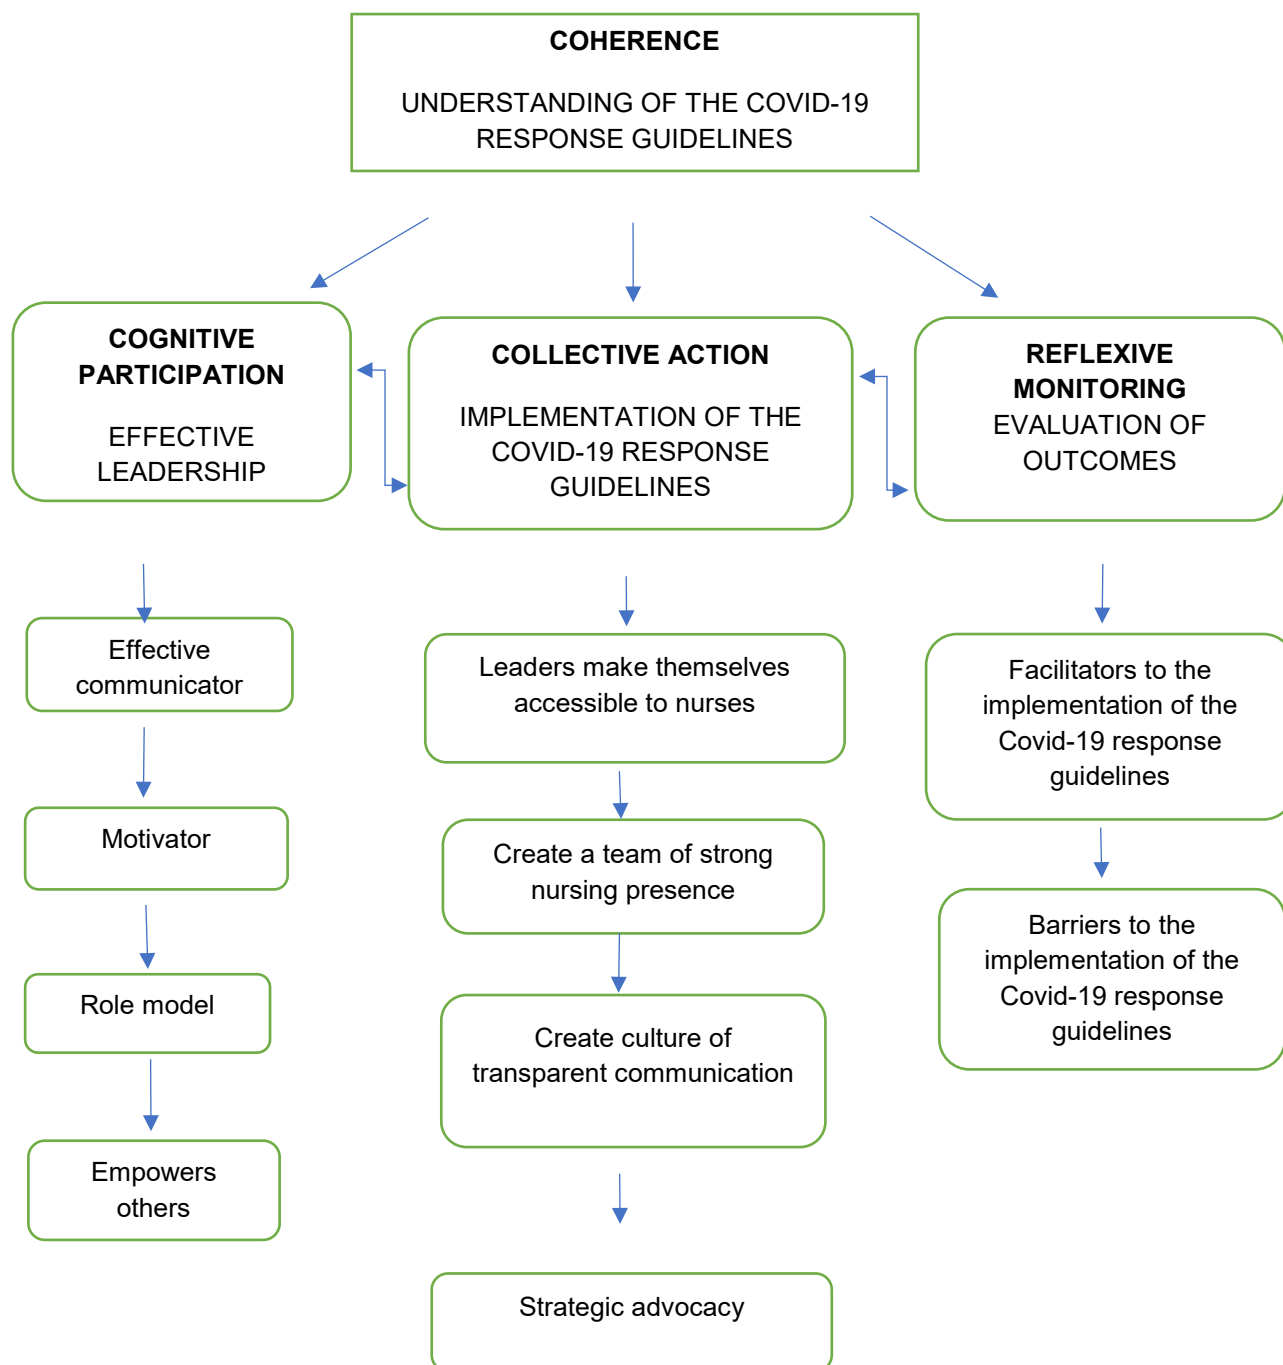 COHERENCE
UNDERSTANDING OF THE COVID-19
RESPONSE GUIDELINES
COGNITIVE
PARTICIPATION
EFFECTIVE
LEADERSHIP
COLLECTIVE ACTION
IMPLEMENTATION OF THE
COVID-19 RESPONSE
GUIDELINES
REFLEXIVE
MONITORING
EVALUATION OF
OUTCOMES
Effective
communicator
Motivator
Role model
Empowers
others
Leaders make themselves
accessible to nurses
Create a team of strong
nursing presence
Create culture of
transparent communication
Strategic advocacy
Facilitators to the
implementation of the
Covid-19 response
guidelines
Barriers to the
implementation of the
Covid-19 response
guidelines